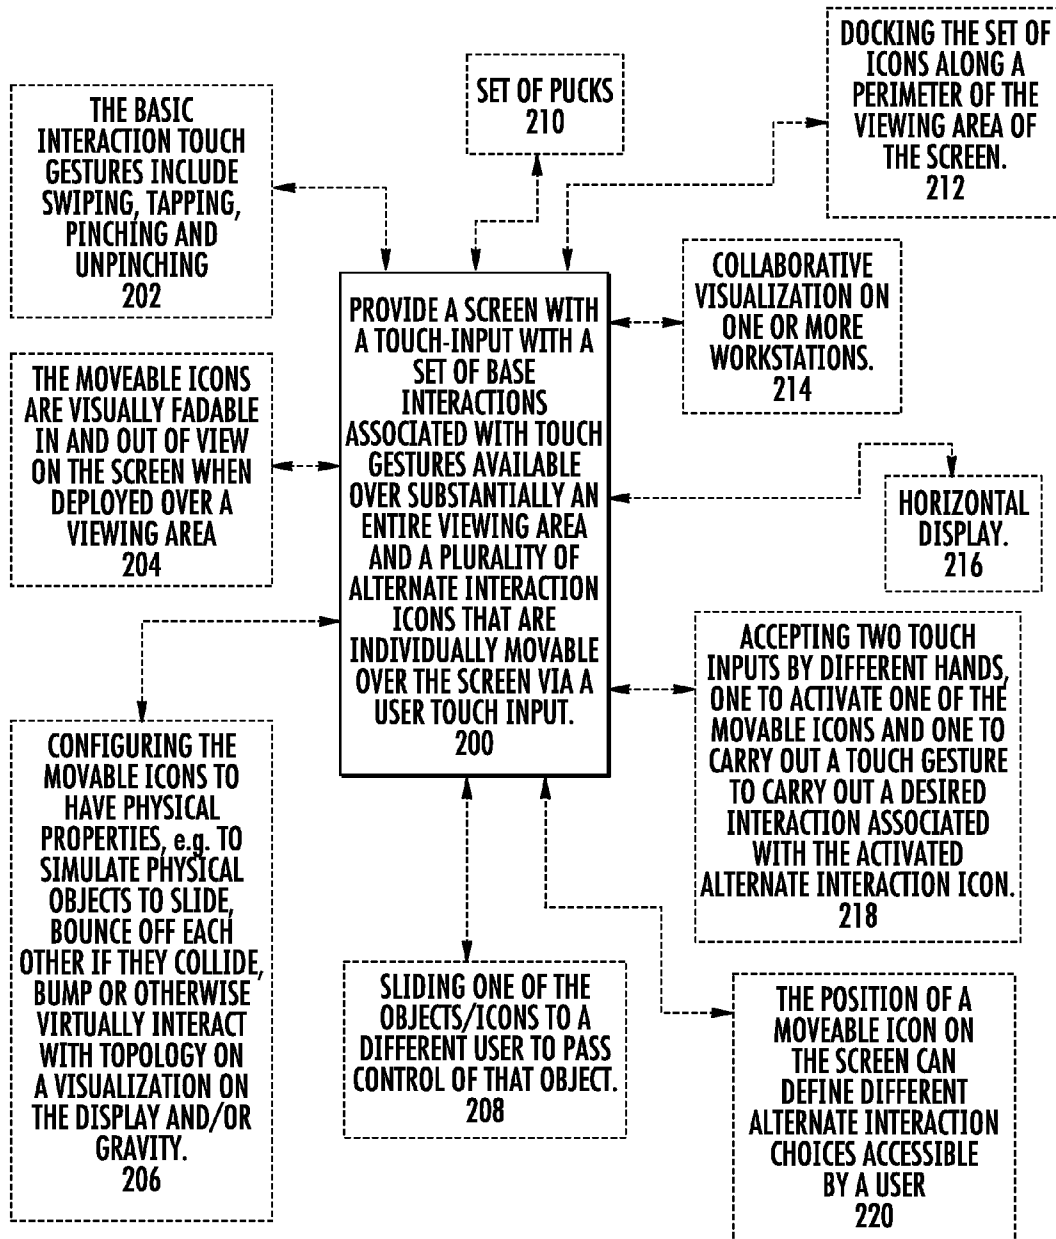 THE BASIC
INTERACTION TOUCH
GESTURES INCLUDE
SWIPING, TAPPING,
PINCHING AND
UNPINCHING
202
SET OF PUCKS
210
DOCKING THE SET OF
ICONS ALONG A
PERIMETER OF THE
VIEWING AREA OF
THE SCREEN.
212
COLLABORATIVE
VISUALIZATION ON
ONE OR MORE
WORKSTATIONS.
214
THE MOVEABLE ICONS
ARE VISUALLY FADABLE
IN AND OUT OF VIEW
ON THE SCREEN WHEN
DEPLOYED OVER A
VIEWING AREA
204
PROVIDE A SCREEN WITH
A TOUCH-INPUT WITH A
SET OF BASE
INTERACTIONS
ASSOCIATED WITH TOUCH
GESTURES AVAILABLE
OVER SUBSTANTIALLY AN
ENTIRE VIEWING AREA
AND A PLURALITY OF
ALTERNATE INTERACTION
ICONS THAT ARE
INDIVIDUALLY MOVABLE
OVER THE SCREEN VIA A
USER TOUCH INPUT.
200
HORIZONTAL
DISPLAY.
216
ACCEPTING TWO TOUCH
INPUTS BY DIFFERENT HANDS,
ONE TO ACTIVATE ONE OF THE
MOVABLE ICONS AND ONE TO
CARRY OUT A TOUCH GESTURE
TO CARRY OUT A DESIRED
INTERACTION ASSOCIATED
WITH THE ACTIVATED
ALTERNATE INTERACTION ICON.
218
CONFIGURING THE
MOVABLE ICONS TO
HAVE PHYSICAL
PROPERTIES, e.g. TO
SIMULATE PHYSICAL
OBJECTS TO SLIDE,
BOUNCE OFF EACH
OTHER IF THEY COLLIDE,
BUMP OR OTHERWISE
VIRTUALLY INTERACT
WITH TOPOLOGY ON
A VISUALIZATION ON
THE DISPLAY AND/OR
GRAVITY.
206
SLIDING ONE OF THE
OBJECTS/ICONS TO A
DIFFERENT USER TO PASS
CONTROL OF THAT OBJECT.
208
THE POSITION OF A
MOVEABLE ICON ON
THE SCREEN CAN
DEFINE DIFFERENT
ALTERNATE INTERACTION
CHOICES ACCESSIBLE
BY A USER
220